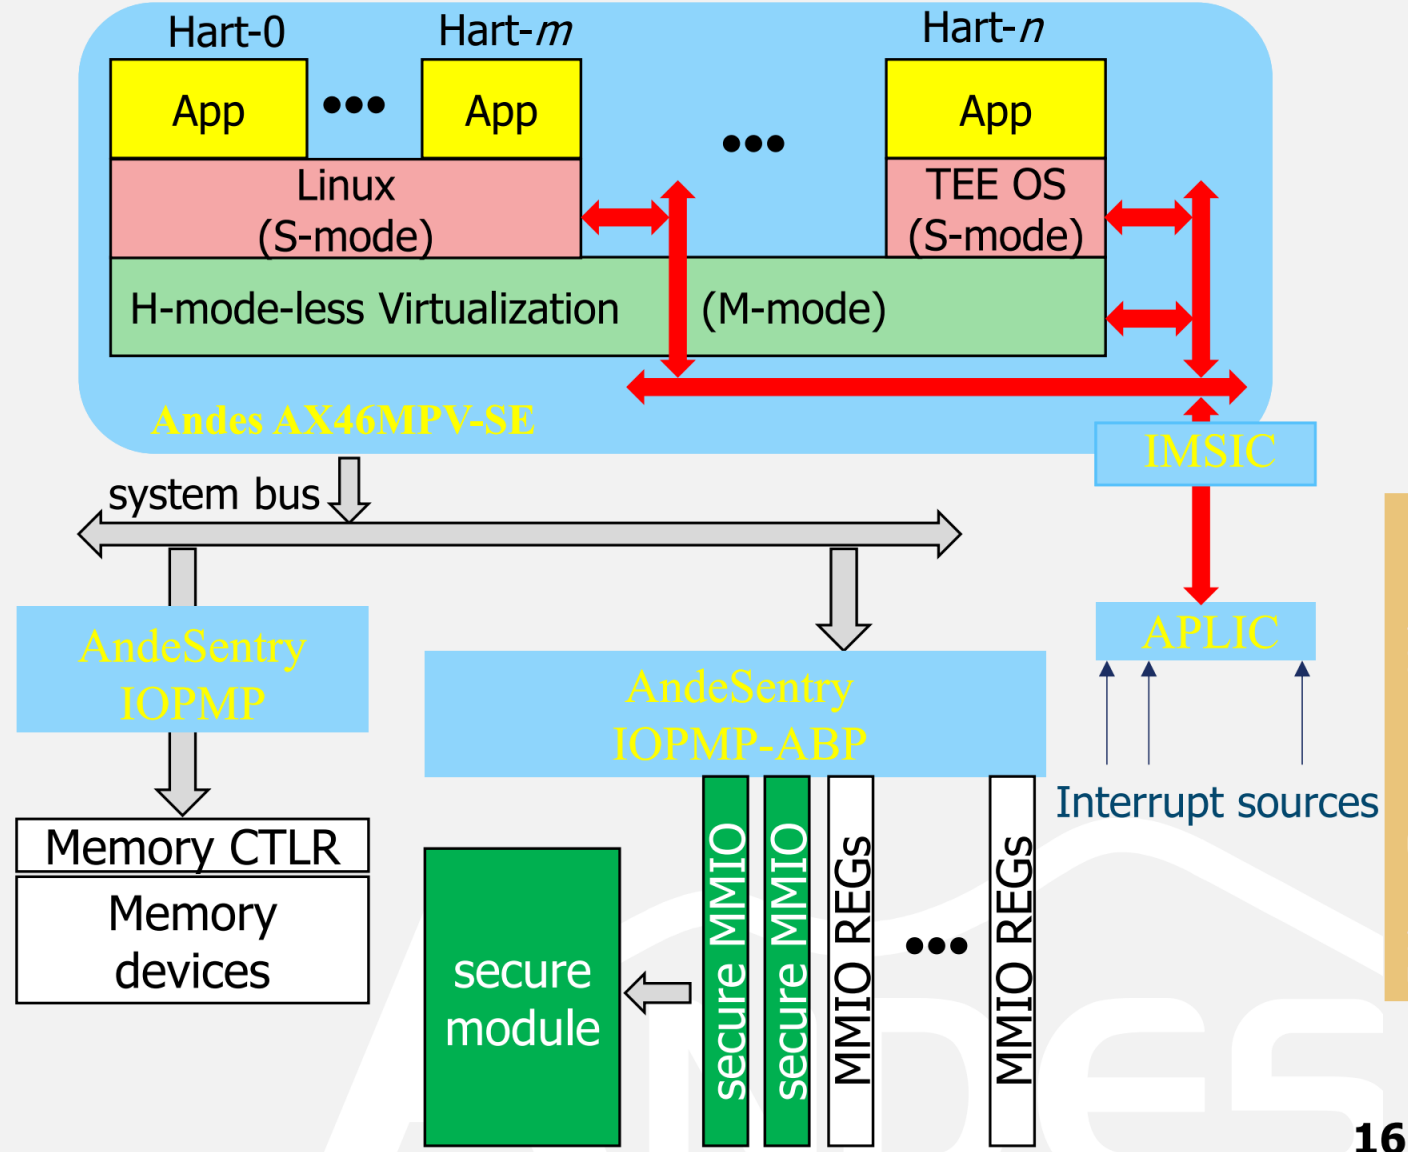 Hart-0
Hart-m
Hart-n
App
App
App
Linux
(S-mode)
TEE OS
(S-mode)
H-mode-less Virtualization
(M-mode)
Andes AX46MPV-SE
IMSIC
system bus
AndeSentry
IOPMP
AndeSentry
IOPMP-ABP
APLIC
Interrupt sources
Memory CTLR
Memory
devices
secure
module
secure MMIO
secure MMIO
MMIO REGs
MMIO REGs
ANDES
16